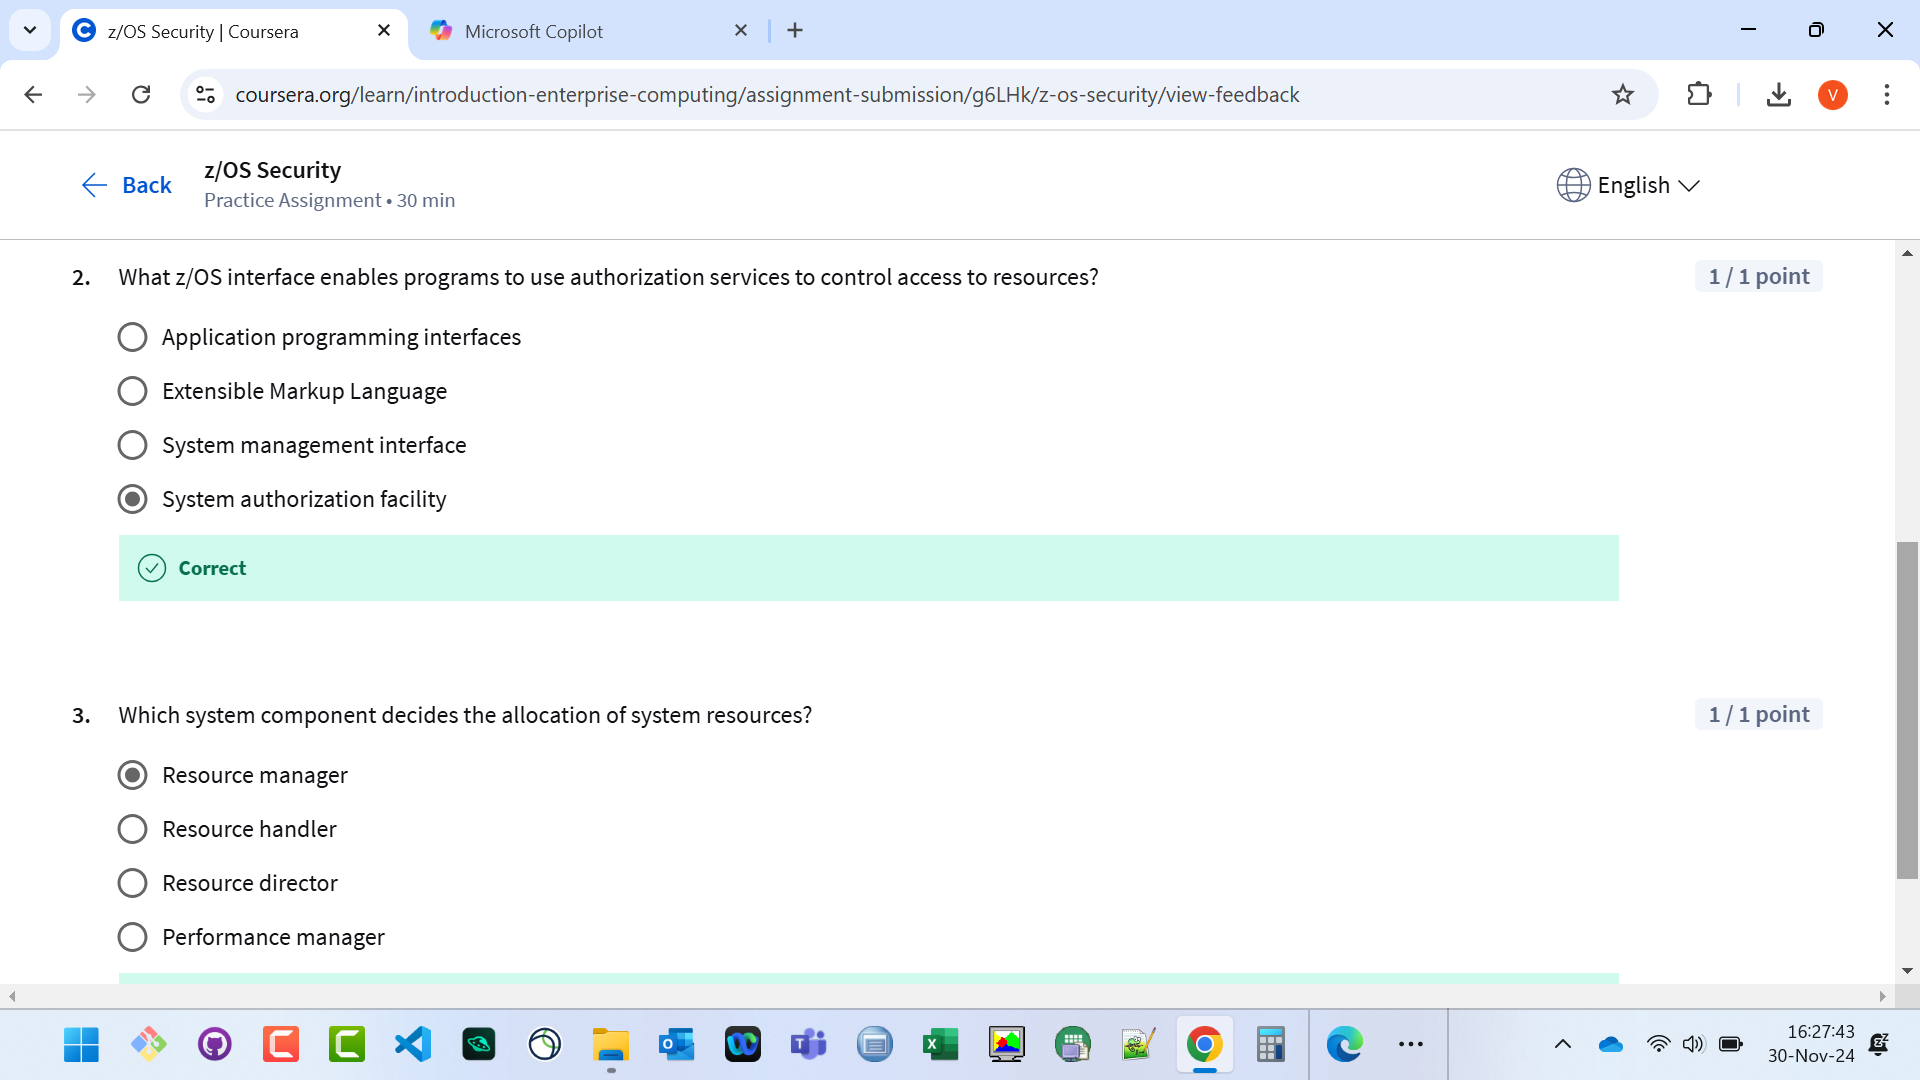 z/OS Security | Coursera
Microsoft Copilot
coursera.org/learn/introduction-enterprise-computing/assignment-submission/g6LHk/z-os-security/view-feedback
V
Back
z/OS Security
Practice Assignment • 30 min
English
2. What z/OS interface enables programs to use authorization services to control access to resources?
1 / 1 point
Application programming interfaces
Extensible Markup Language
System management interface
System authorization facility
Correct
3. Which system component decides the allocation of system resources?
1 / 1 point
Resource manager
Resource handler
Resource director
Performance manager
16:27:43
30-Nov-24